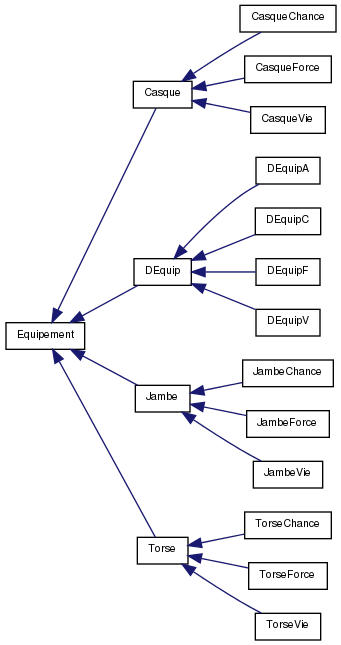 CasqueChance
CasqueForce
Casque
CasqueVie
DEquipA
DEquipC
DEquip
DEquipF
DEquipV
Equipement
JambeChance
Jambe
JambeForce
JambeVie
TorseChance
Torse
TorseForce
TorseVie